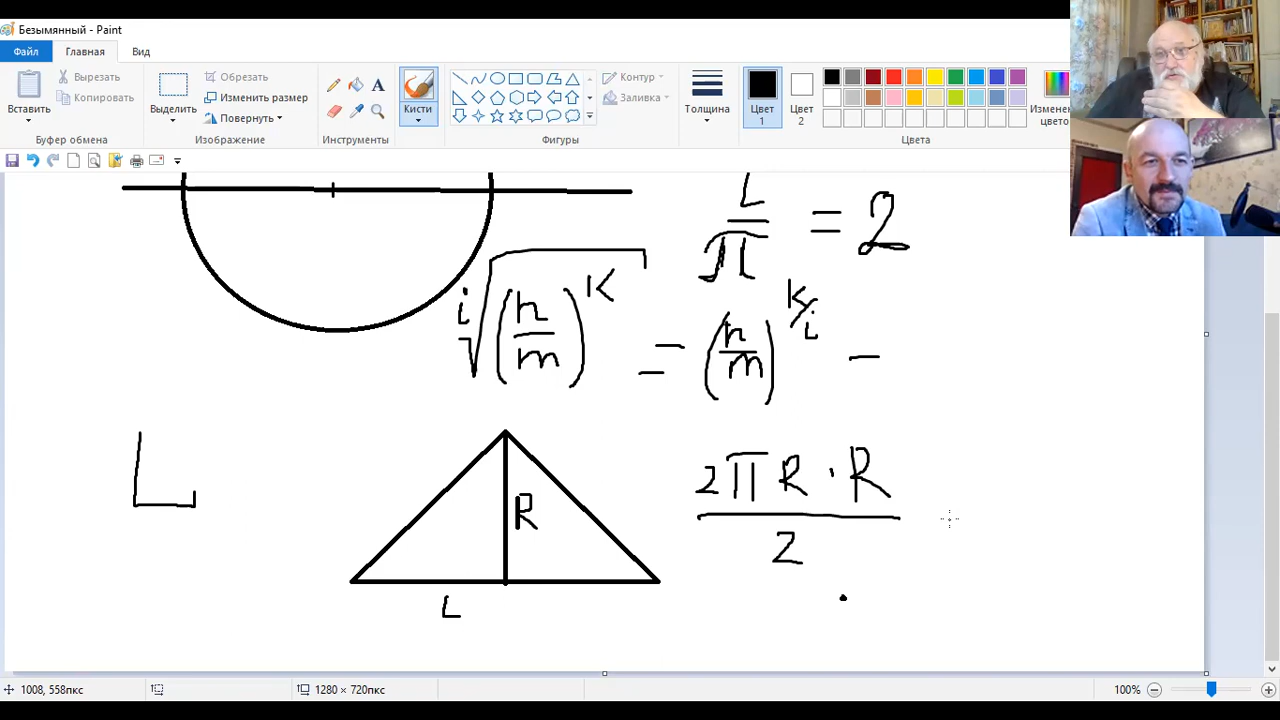 Безымянный - Paint
Файл Главная Вид
Вставить
Вырезать
Копировать
Буфер обмена
Выделить
Обрезать
Изменить размер
Повернуть
Изображение
Инструменты
Кисти
Контур
Заливка
Фигуры
Толщина
Цвет 1
Цвет 2
Цвета
L/π = 2
ⁱ√(n/m)ᴷ = (n/m)^K/i –
L
R
L
2πR · R
2
1008, 558пкс
1280 × 720пкс
100%